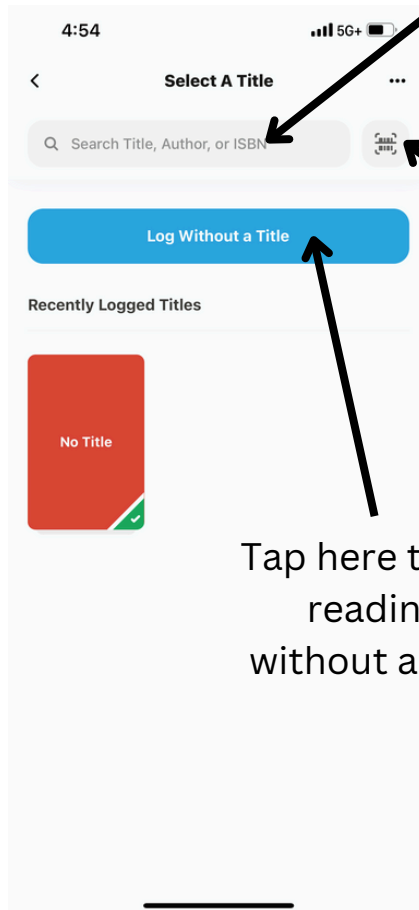 4:54
5G+
Select A Title
Search Title, Author, or ISBN
Log Without a Title
Recently Logged Titles
No Title
Tap here t
readin
without a